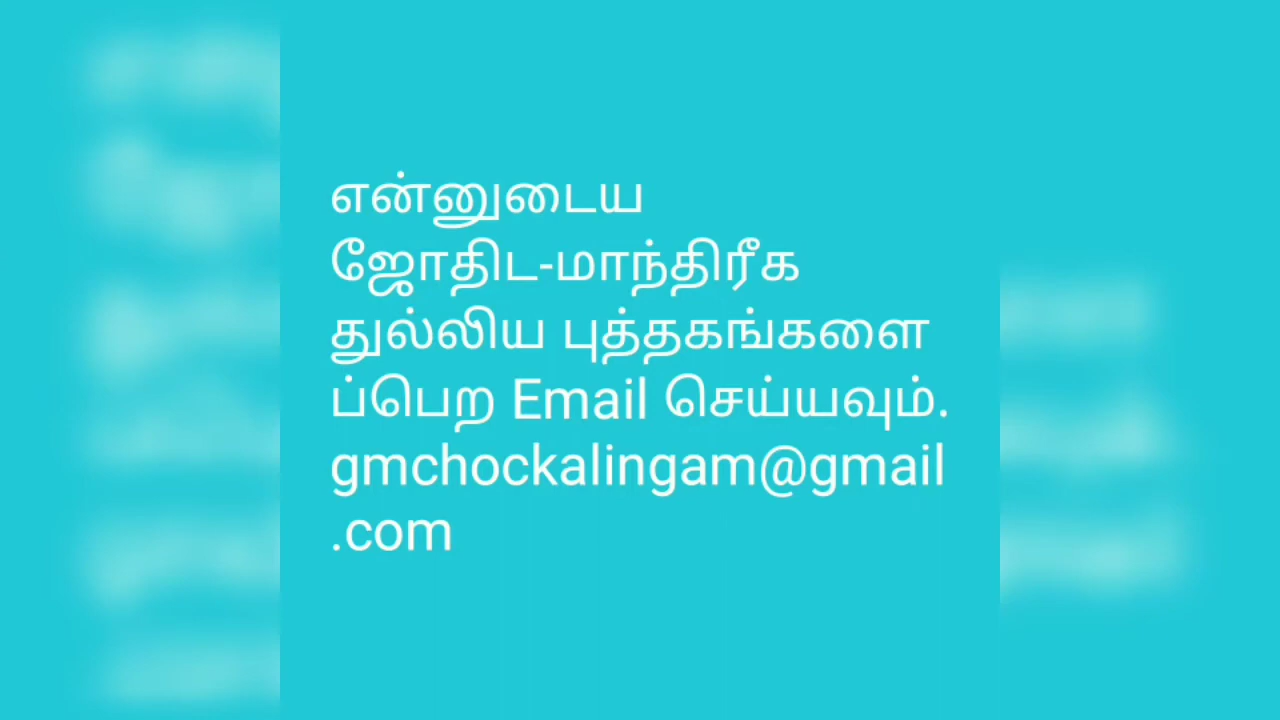 என்னுடைய
ஜோதிட-மாந்திரீக
துல்லிய புத்தகங்களை
ப்பெற Email செய்யவும்.
gmchockalingam@gmail
.com